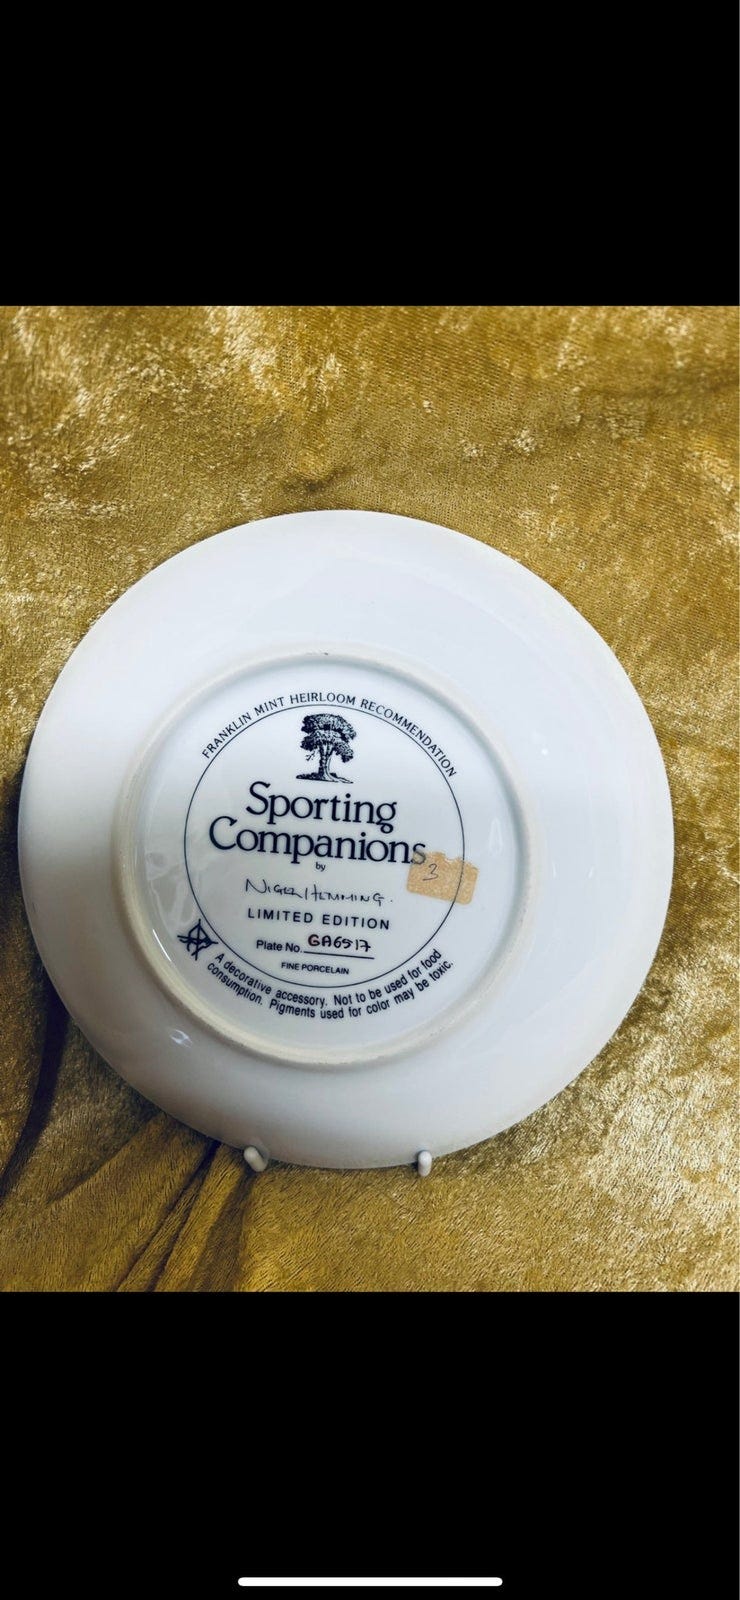 FRANKLIN MINT HEIRLOOM RECOMMENDATION
Sporting
Companions
by
NIGEL HEMMING.
3
LIMITED EDITION
Plate No. GA6517
FINE PORCELAIN
A decorative accessory. Not to be used for food
consumption. Pigments used for color may be toxic.